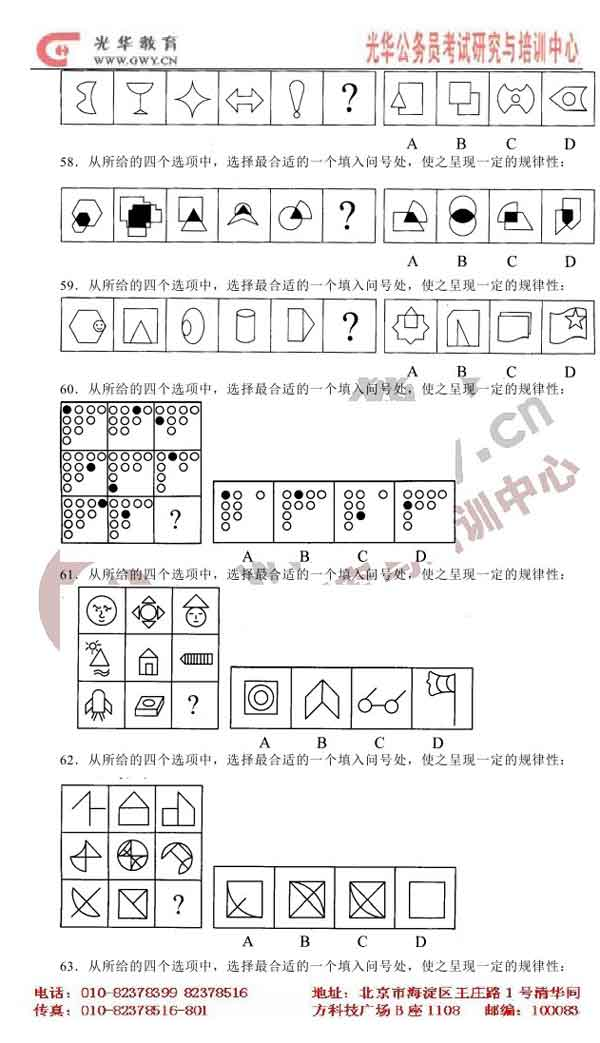 光华教育
WWW.GWY.CN
光华公务员考试研究与培训中心
?
A B C D
58．从所给的四个选项中，选择最合适的一个填入问号处，使之呈现一定的规律性：
?
A B C D
59．从所给的四个选项中，选择最合适的一个填入问号处，使之呈现一定的规律性：
?
A B C D
60．从所给的四个选项中，选择最合适的一个填入问号处，使之呈现一定的规律性：
?
A B C D
61．从所给的四个选项中，选择最合适的一个填入问号处，使之呈现一定的规律性：
?
A B C D
62．从所给的四个选项中，选择最合适的一个填入问号处，使之呈现一定的规律性：
?
A B C D
63．从所给的四个选项中，选择最合适的一个填入问号处，使之呈现一定的规律性：
电话：010-82378399 82378516 地址：北京市海淀区王庄路1号清华同
传真：010-82378516-801 方科技广场B座1108 邮编：100083
.cn
培训中心